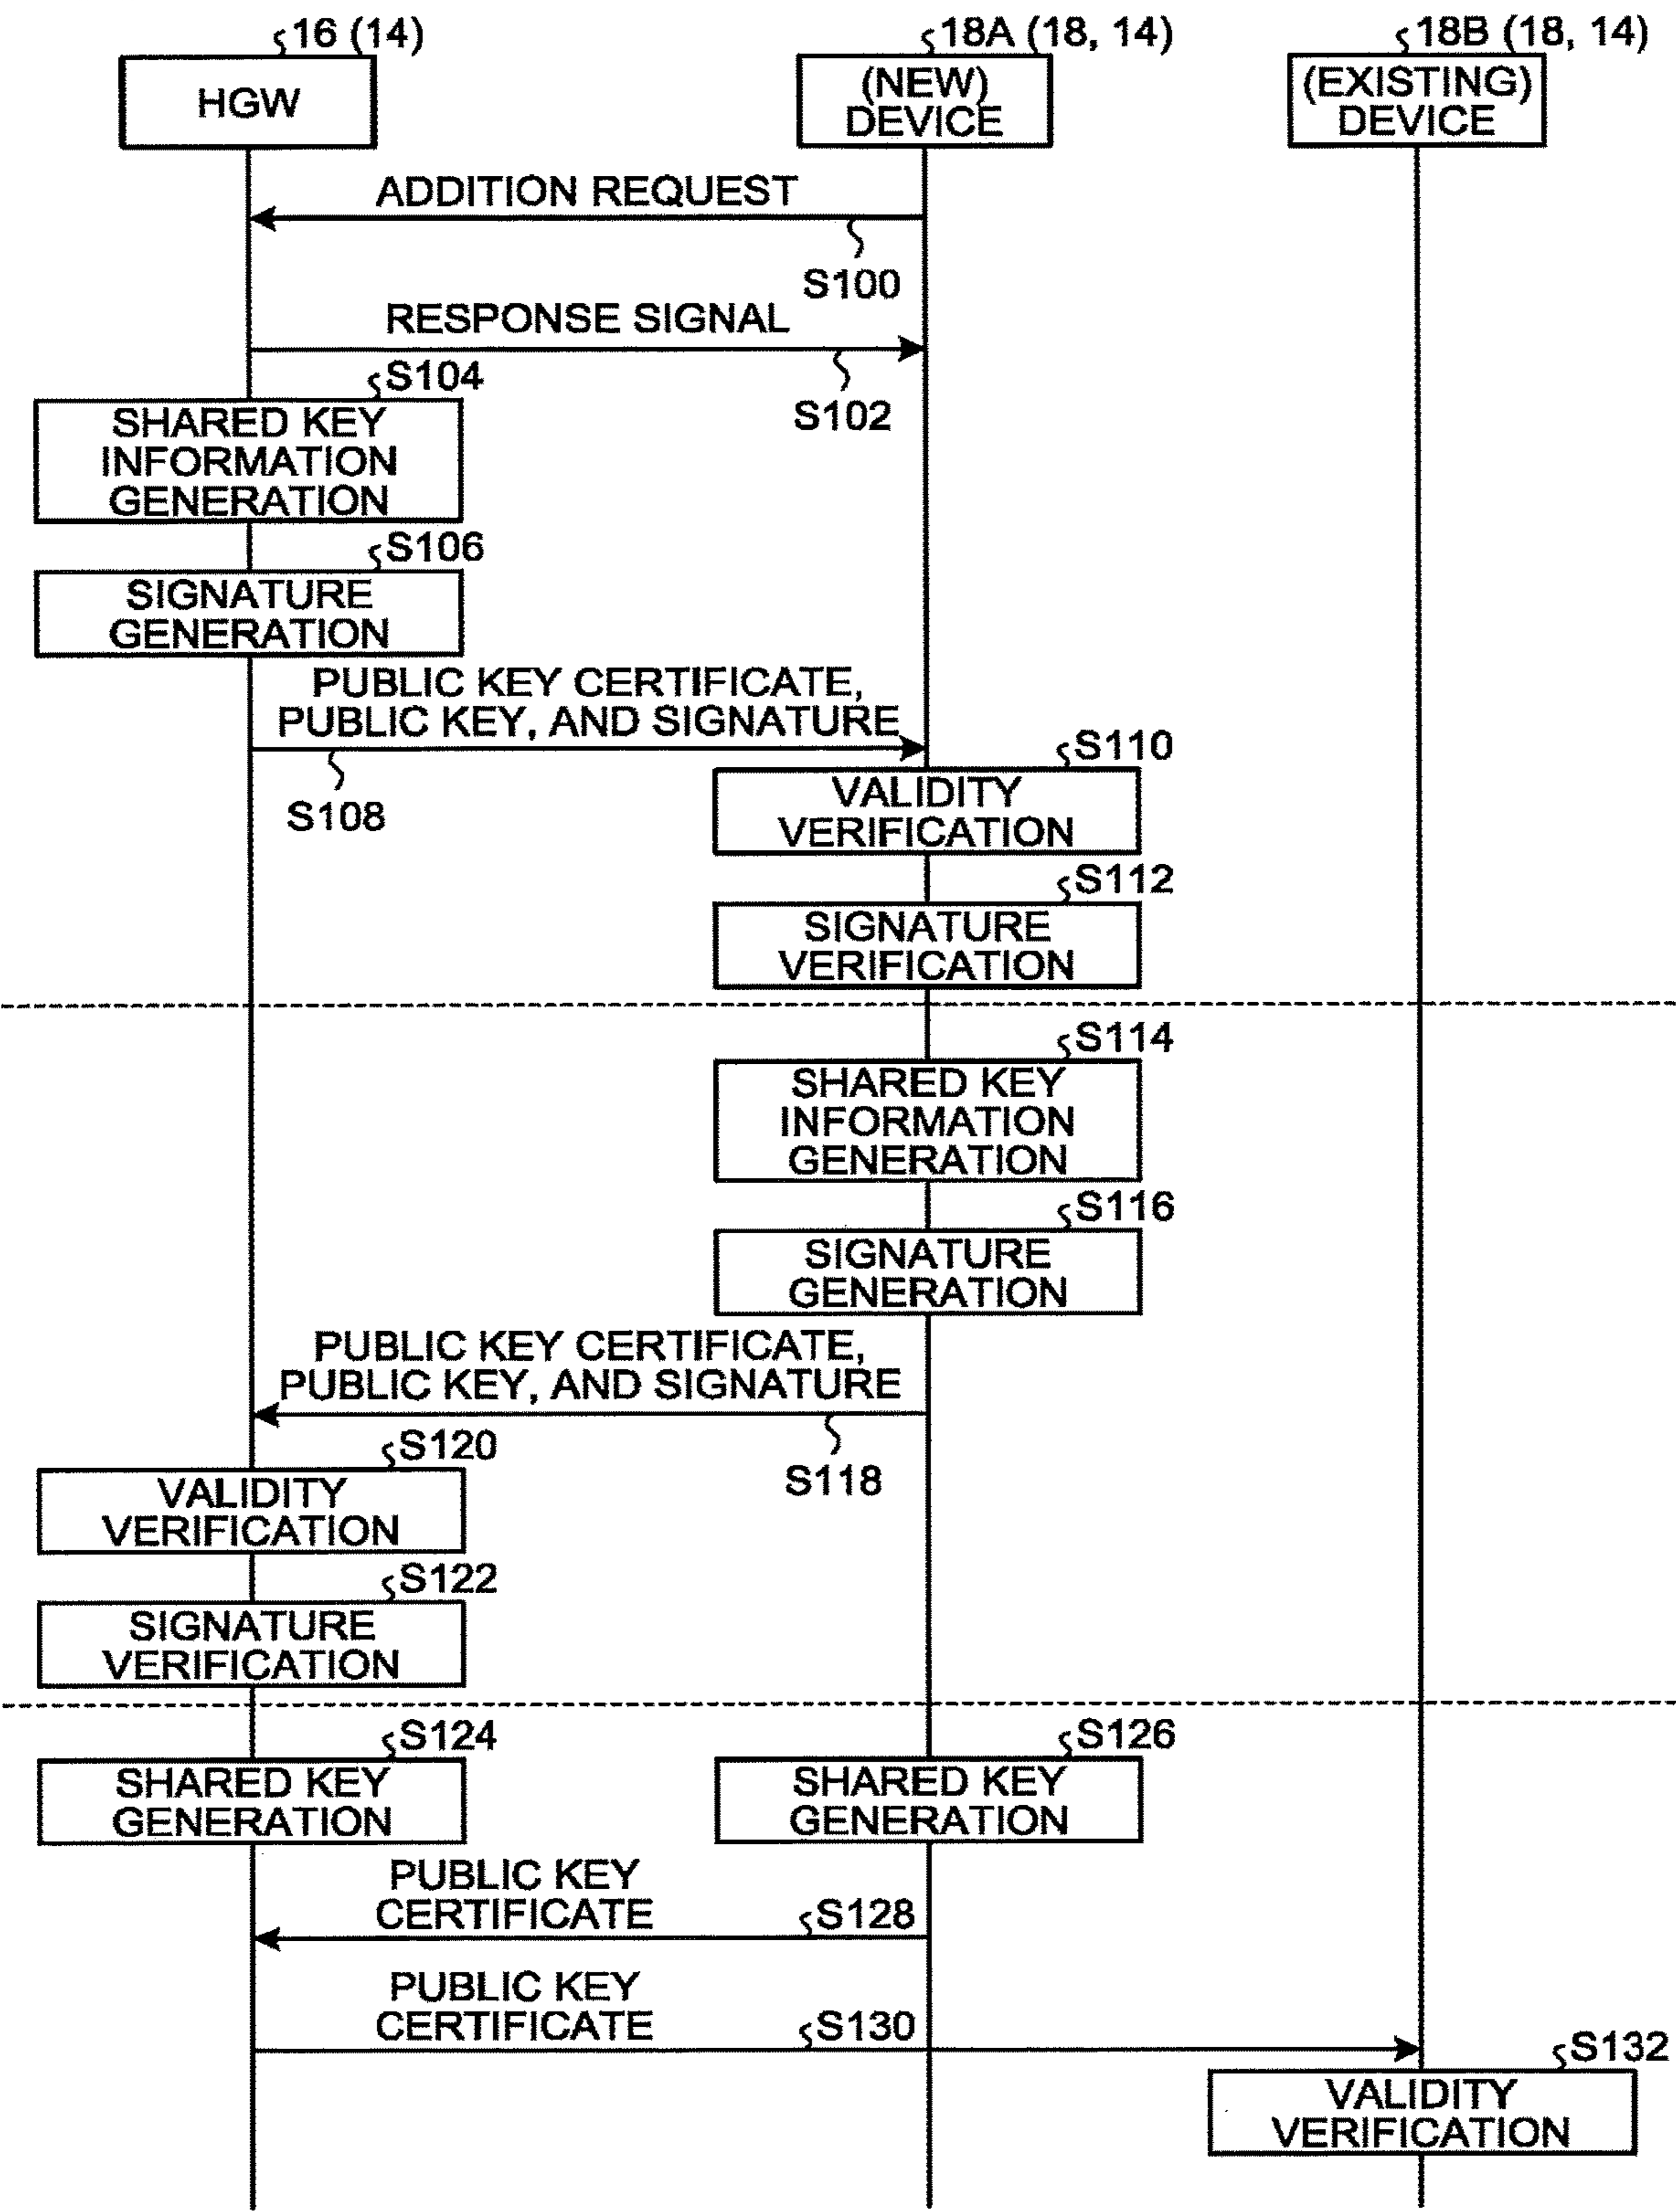 16 (14)
18A (18, 14)
18B (18, 14)
HGW
(NEW)
DEVICE
(EXISTING)
DEVICE
ADDITION REQUEST
S100
RESPONSE SIGNAL
S102
S104
SHARED KEY
INFORMATION
GENERATION
S106
SIGNATURE
GENERATION
PUBLIC KEY CERTIFICATE,
PUBLIC KEY, AND SIGNATURE
S108
S110
VALIDITY
VERIFICATION
S112
SIGNATURE
VERIFICATION
S114
SHARED KEY
INFORMATION
GENERATION
S116
SIGNATURE
GENERATION
PUBLIC KEY CERTIFICATE,
PUBLIC KEY, AND SIGNATURE
S118
S120
VALIDITY
VERIFICATION
S122
SIGNATURE
VERIFICATION
S124
SHARED KEY
GENERATION
S126
SHARED KEY
GENERATION
PUBLIC KEY
CERTIFICATE
S128
PUBLIC KEY
CERTIFICATE
S130
S132
VALIDITY
VERIFICATION